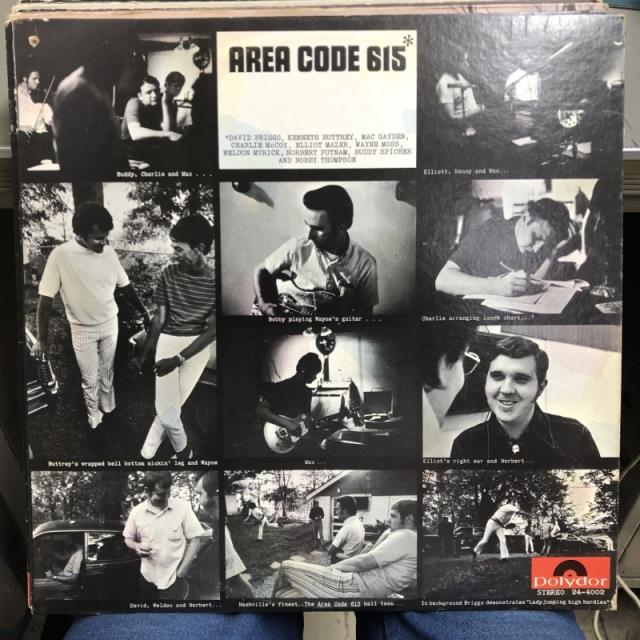 AREA CODE 615*
*DAVID BRIGGS, KENNETH BUTTREY, MAC GAYDEN,
CHARLIE McCOY, ELLIOT MAZER, WAYNE MOSS,
WELDON MYRICK, NORBERT PUTNAM, BUDDY SPICHER
AND BOBBY THOMPSON
Buddy, Charlie and Mac . . .
Elliott, Kenny and Mac...
Bobby playing Wayne's guitar . . . .
Charlie arranging lunch chart...?
Buttrey's wrapped bell bottom kickin' leg and Wayne
Mac ...
Elliot's right ear and Norbert...
David, Weldon and Norbert...
Nashville's finest...The Area Code 615 ball team...
In background Briggs demonstrates "Lady jumping high hurdles"
polydor
STEREO 24-4002